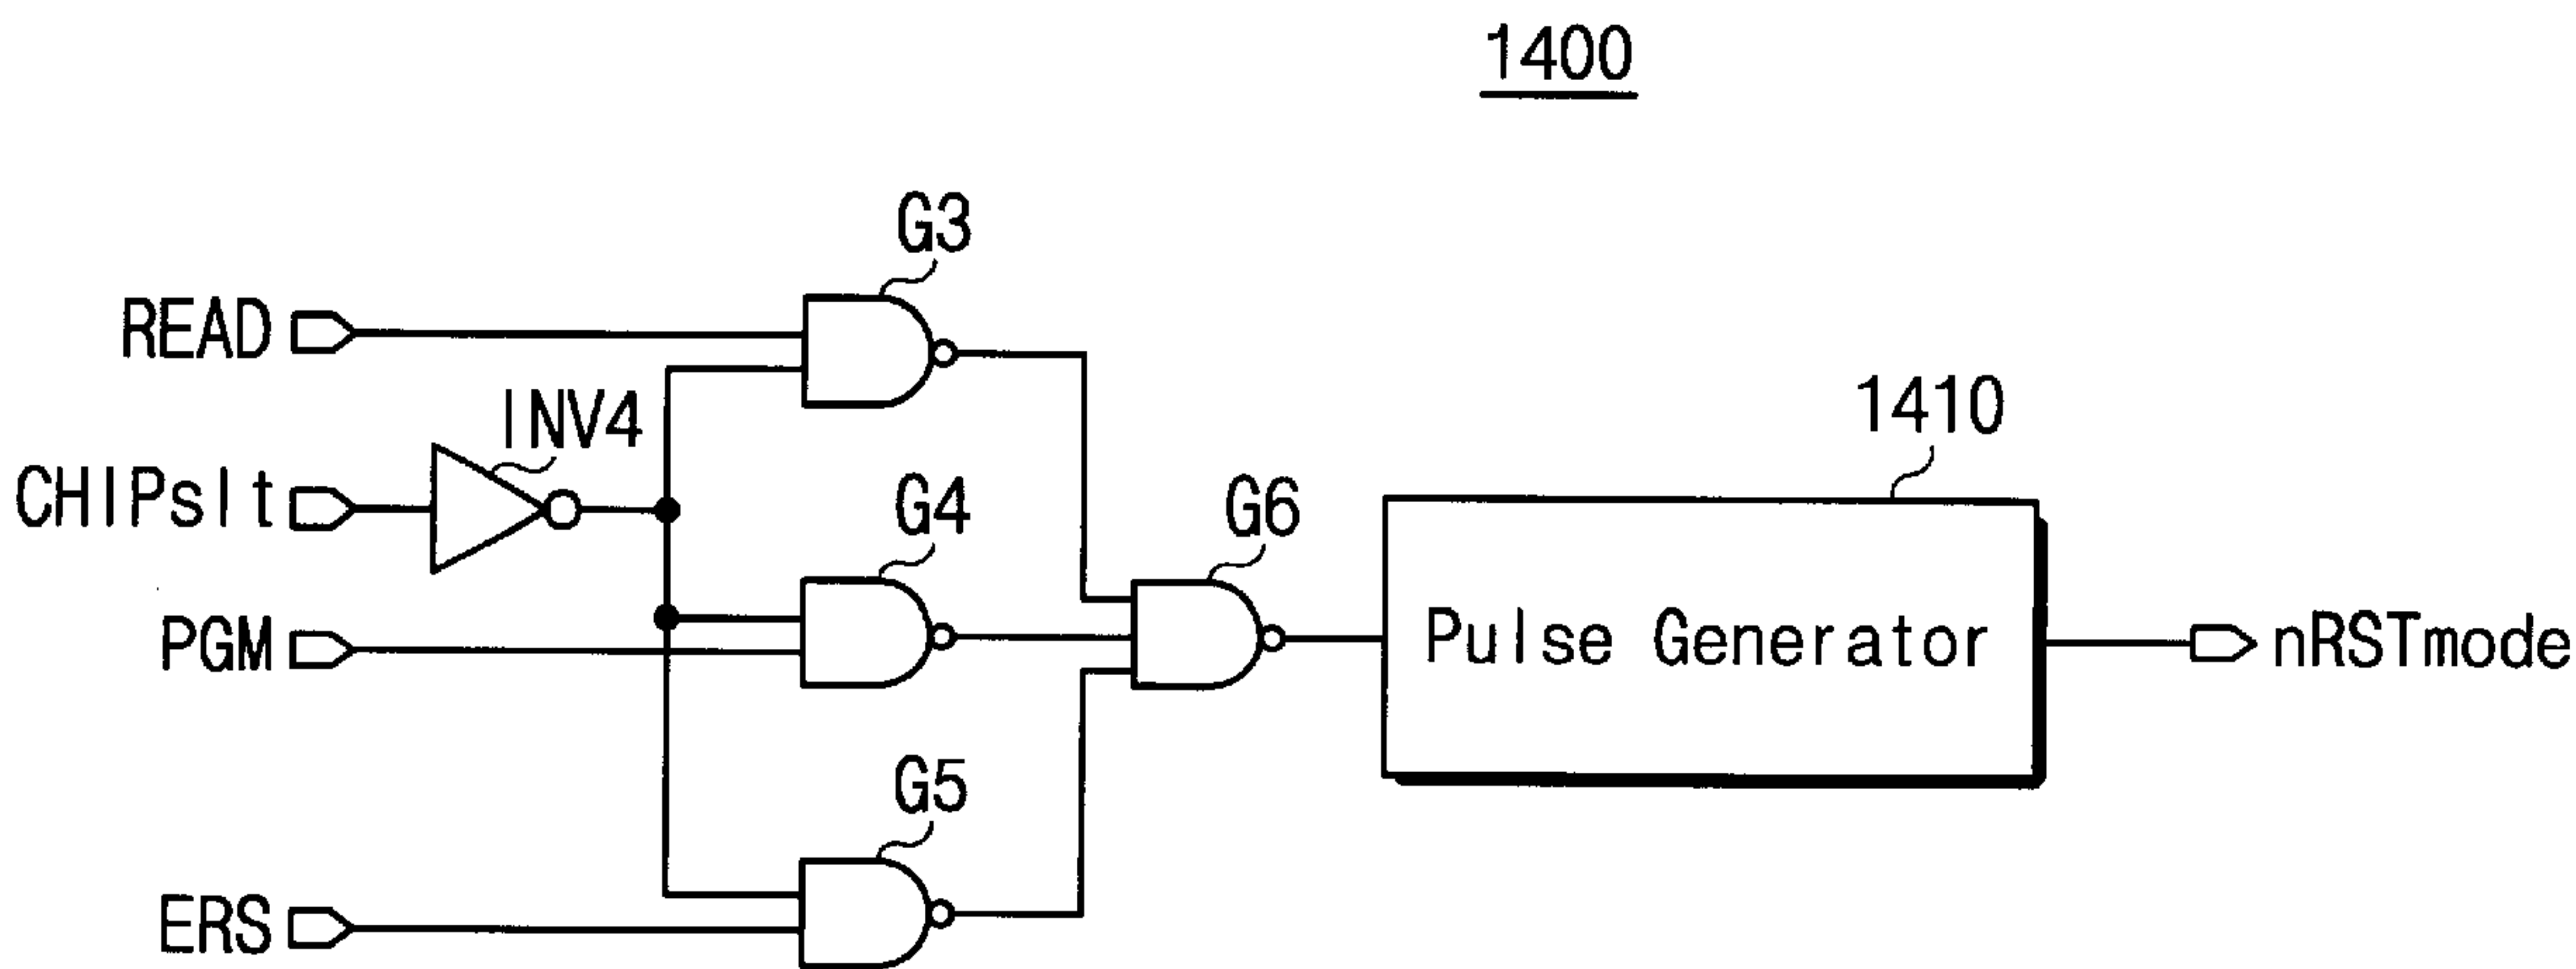 1400
G3
READ
INV4
1410
CHIPslt
G4
G6
PGM
Pulse Generator
nRSTmode
G5
ERS